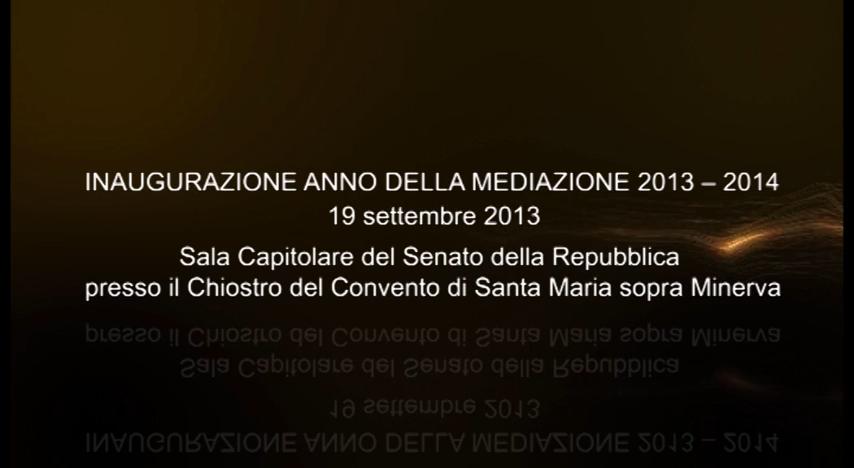 INAUGURAZIONE ANNO DELLA MEDIAZIONE 2013 – 2014
19 settembre 2013
Sala Capitolare del Senato della Repubblica
presso il Chiostro del Convento di Santa Maria sopra Minerva